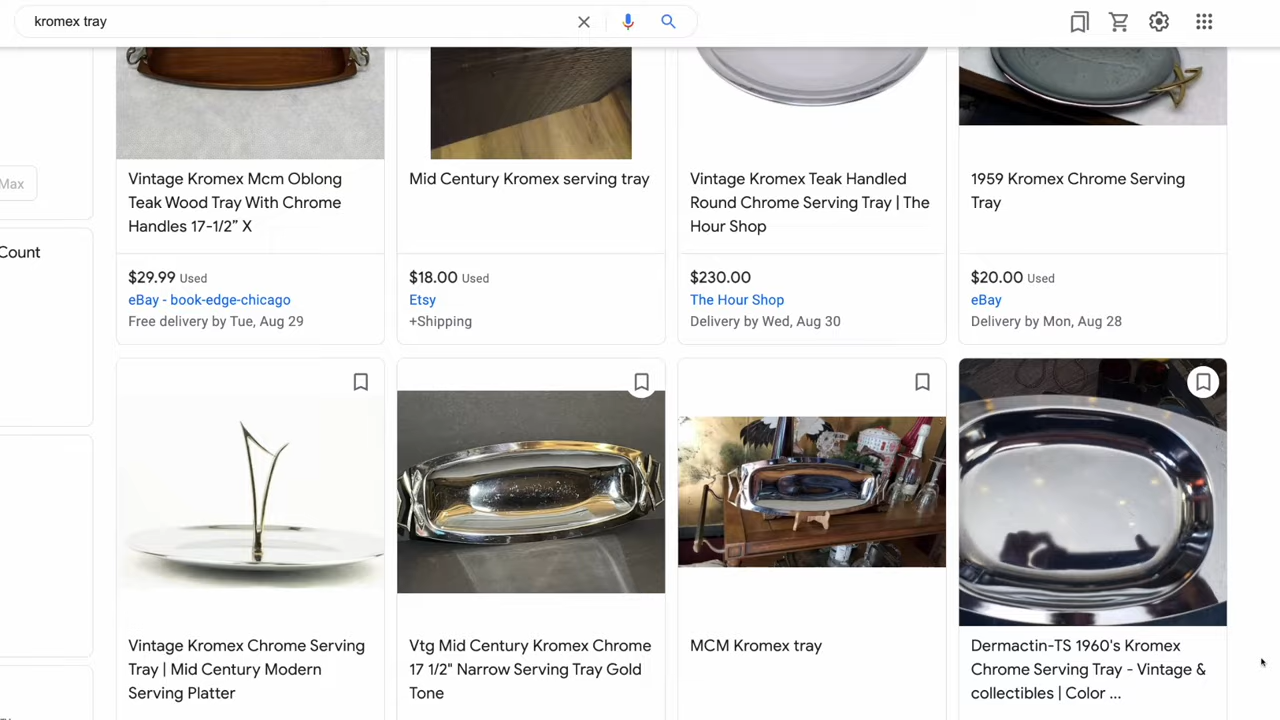 kromex tray
Max
Count
Vintage Kromex Mcm Oblong
Teak Wood Tray With Chrome
Handles 17-1/2” X
$29.99 Used
eBay - book-edge-chicago
Free delivery by Tue, Aug 29
Mid Century Kromex serving tray
$18.00 Used
Etsy
+Shipping
Vintage Kromex Teak Handled
Round Chrome Serving Tray | The
Hour Shop
$230.00
The Hour Shop
Delivery by Wed, Aug 30
1959 Kromex Chrome Serving
Tray
$20.00 Used
eBay
Delivery by Mon, Aug 28
Vintage Kromex Chrome Serving
Tray | Mid Century Modern
Serving Platter
Vtg Mid Century Kromex Chrome
17 1/2" Narrow Serving Tray Gold
Tone
MCM Kromex tray
Dermactin-TS 1960's Kromex
Chrome Serving Tray - Vintage &
collectibles | Color ...